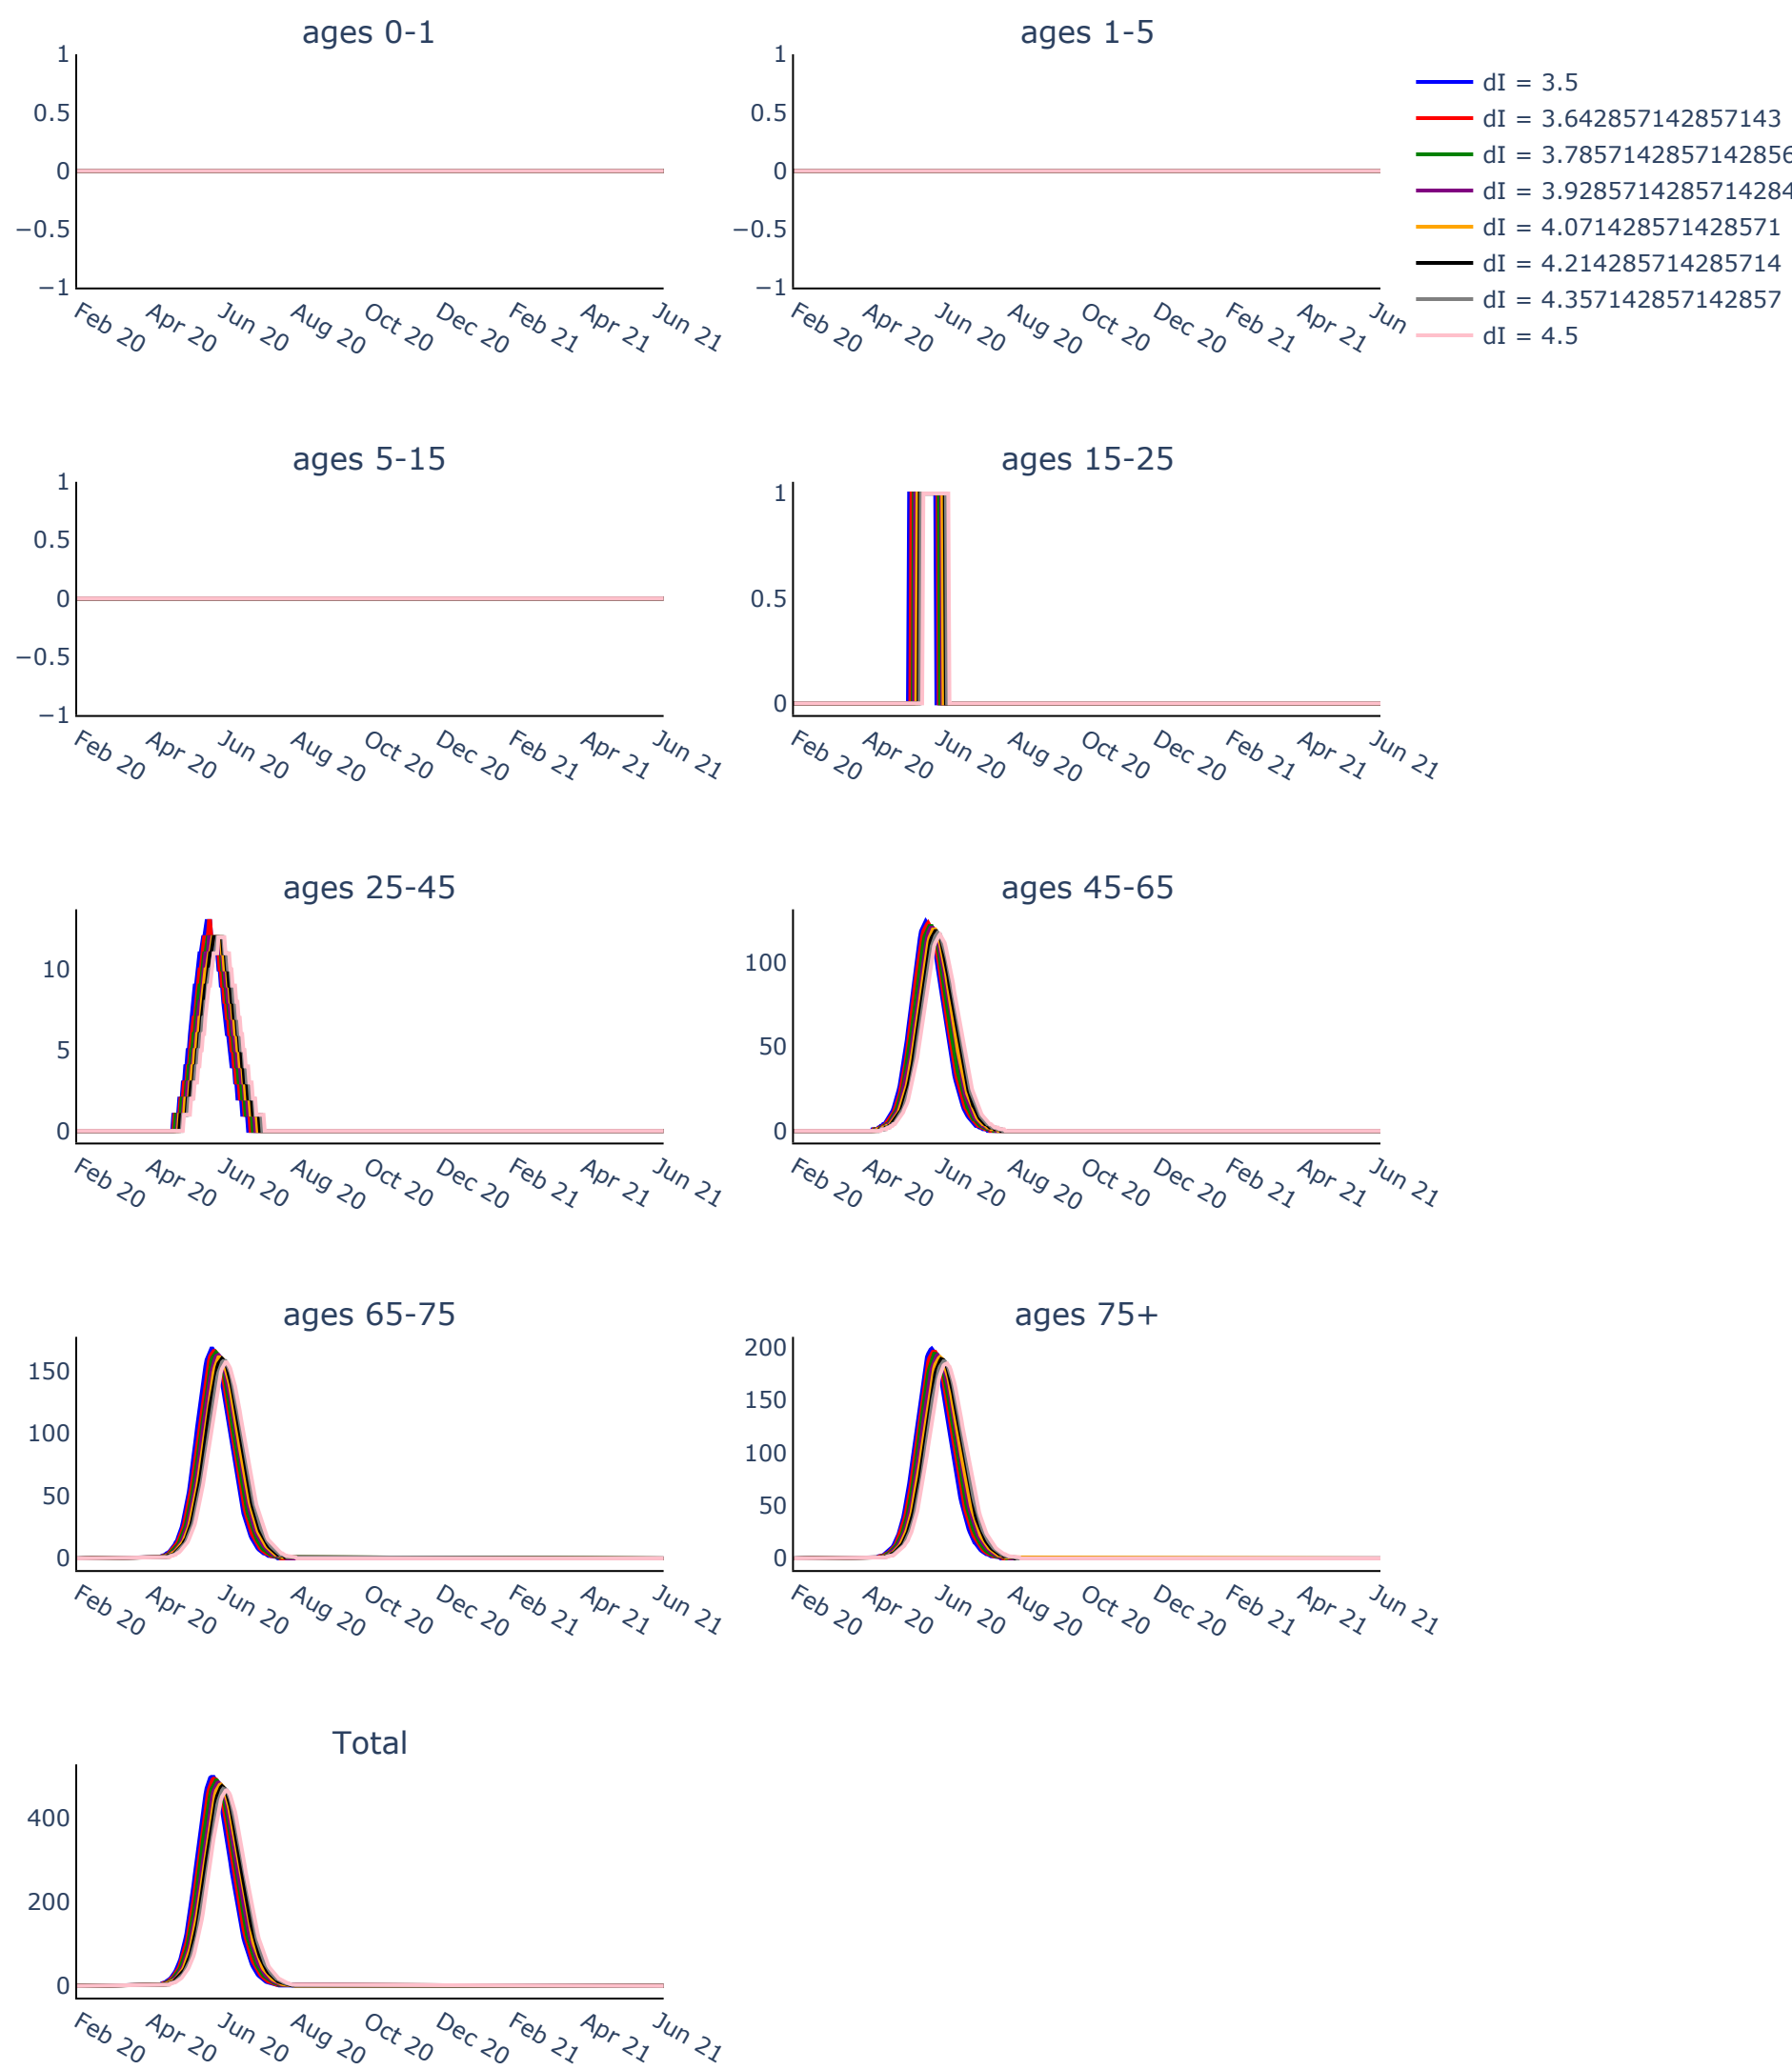 ages 0-1
1
0.5
0
−0.5
−1
Feb 20
Apr 20
Jun 20
Aug 20
Oct 20
Dec 20
Feb 21
Apr 21
Jun 21
ages 1-5
1
0.5
0
−0.5
−1
Feb 20
Apr 20
Jun 20
Aug 20
Oct 20
Dec 20
Feb 21
Apr 21
Jun
dI = 3.5
dI = 3.642857142857143
dI = 3.7857142857142856
dI = 3.9285714285714284
dI = 4.071428571428571
dI = 4.214285714285714
dI = 4.357142857142857
dI = 4.5
ages 5-15
1
0.5
0
−0.5
−1
Feb 20
Apr 20
Jun 20
Aug 20
Oct 20
Dec 20
Feb 21
Apr 21
Jun 21
ages 15-25
1
0.5
0
Feb 20
Apr 20
Jun 20
Aug 20
Oct 20
Dec 20
Feb 21
Apr 21
Jun 21
ages 25-45
10
5
0
Feb 20
Apr 20
Jun 20
Aug 20
Oct 20
Dec 20
Feb 21
Apr 21
Jun 21
ages 45-65
100
50
0
Feb 20
Apr 20
Jun 20
Aug 20
Oct 20
Dec 20
Feb 21
Apr 21
Jun 21
ages 65-75
150
100
50
0
Feb 20
Apr 20
Jun 20
Aug 20
Oct 20
Dec 20
Feb 21
Apr 21
Jun 21
ages 75+
200
150
100
50
0
Feb 20
Apr 20
Jun 20
Aug 20
Oct 20
Dec 20
Feb 21
Apr 21
Jun 21
Total
400
200
0
Feb 20
Apr 20
Jun 20
Aug 20
Oct 20
Dec 20
Feb 21
Apr 21
Jun 21